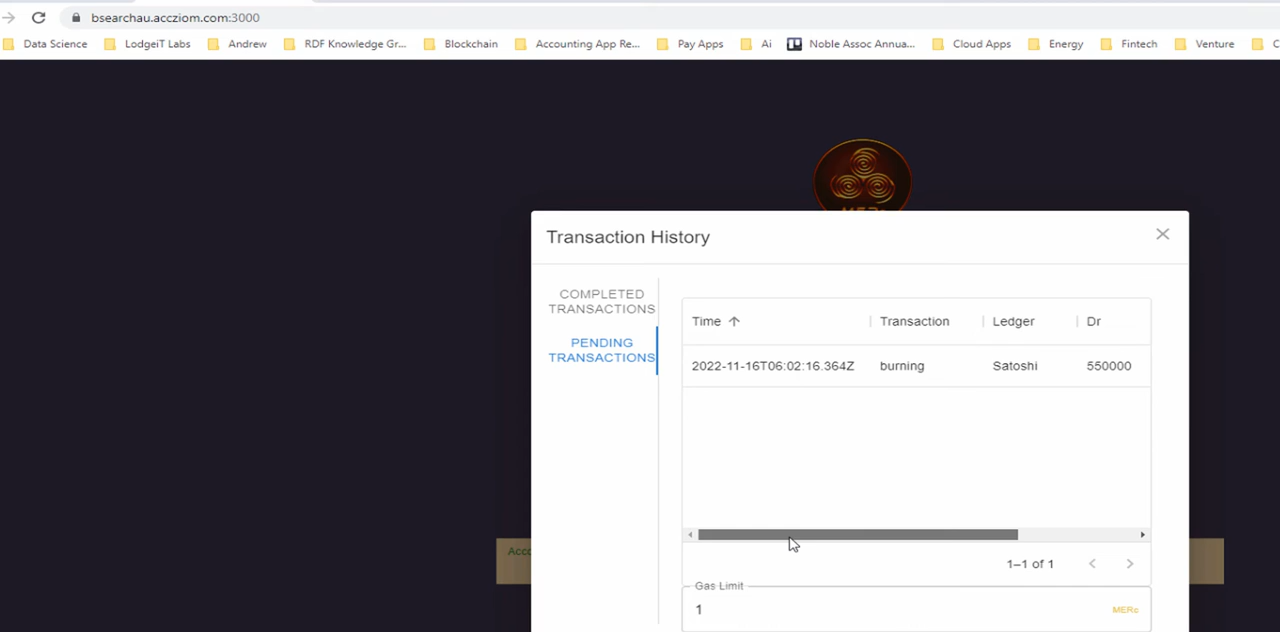 bsearchau.accziom.com:3000
Data Science LodgeiT Labs Andrew RDF Knowledge Gr... Blockchain Accounting App Re... Pay Apps Ai Noble Assoc Annua... Cloud Apps Energy Fintech Venture C
Transaction History
COMPLETED
TRANSACTIONS
PENDING
TRANSACTIONS
Time Transaction Ledger Dr
2022-11-16T06:02:16.364Z burning Satoshi 550000
Acco
1–1 of 1
Gas Limit
1 MERc